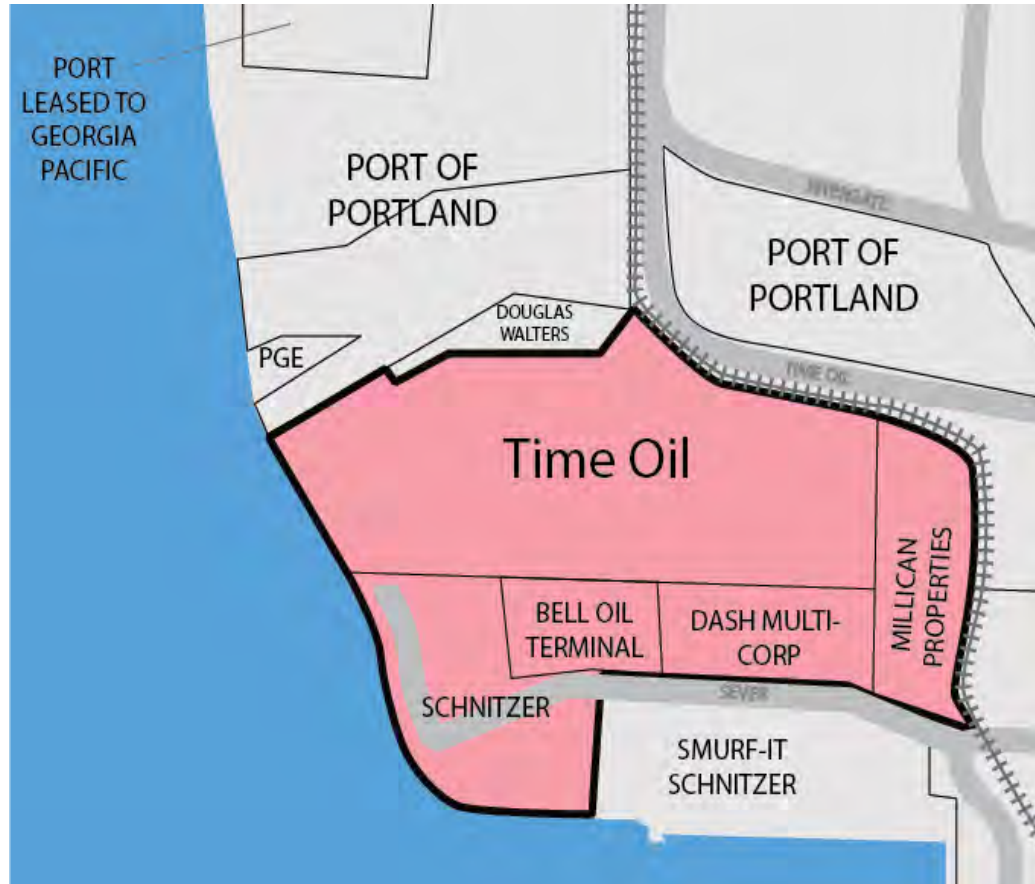 PORT
LEASED TO
GEORGIA
PACIFIC
PORT OF
PORTLAND
RIVERGATE
PORT OF
PORTLAND
DOUGLAS
WALTERS
PGE
TIME OIL
Time Oil
MILLICAN
PROPERTIES
BELL OIL
TERMINAL
DASH MULTI-
CORP
SCHNITZER
SEVER
SMURF-IT
SCHNITZER